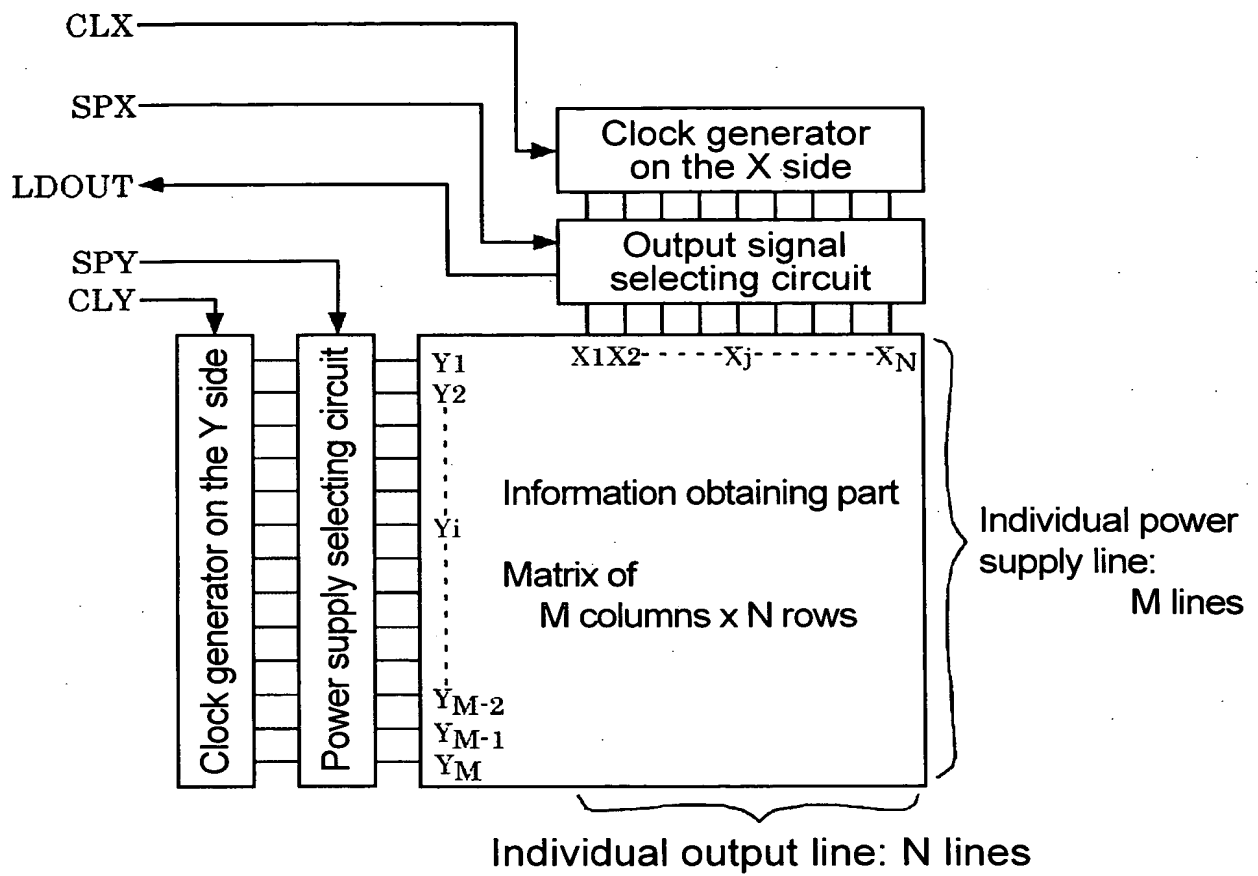 CLX
SPX
LDOUT
SPY
CLY
Clock generator
on the X side
Output signal
selecting circuit
Clock generator on the Y side
Power supply selecting circuit
X1X2-----Xj-------XN
Y1
Y2
Yi
YM-2
YM-1
YM
Information obtaining part
Matrix of
M columns x N rows
Individual power
supply line:
M lines
Individual output line: N lines